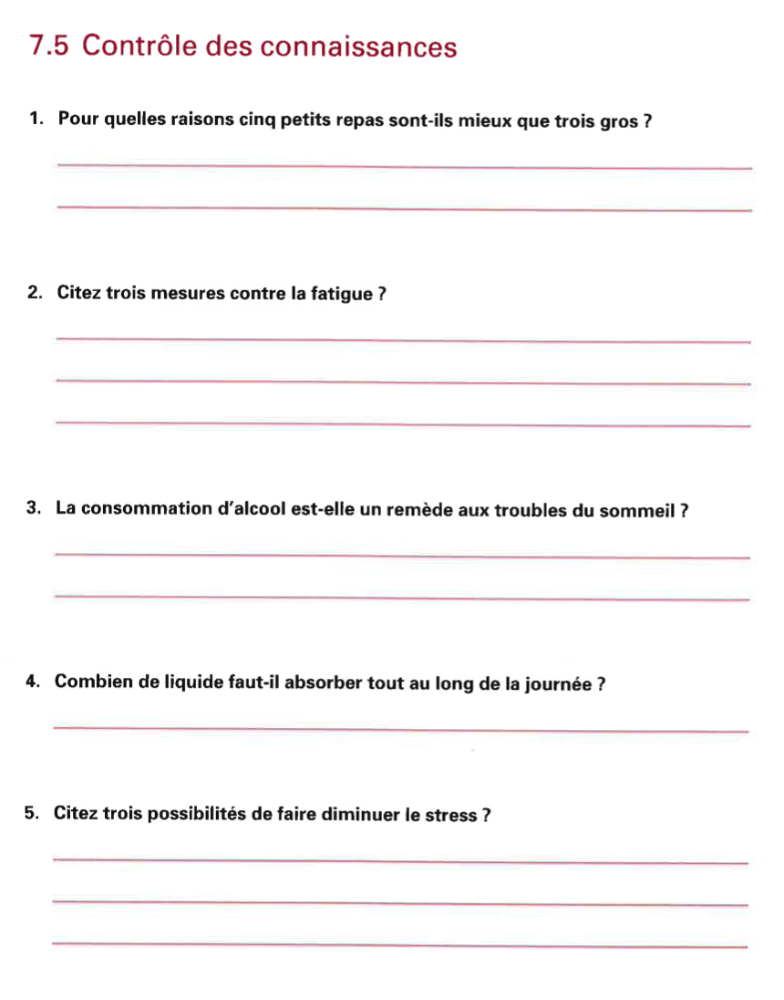 7.5 Contrôle des connaissances
1. Pour quelles raisons cinq petits repas sont-ils mieux que trois gros ?
2. Citez trois mesures contre la fatigue ?
3. La consommation d'alcool est-elle un remède aux troubles du sommeil ?
4. Combien de liquide faut-il absorber tout au long de la journée ?
5. Citez trois possibilités de faire diminuer le stress ?